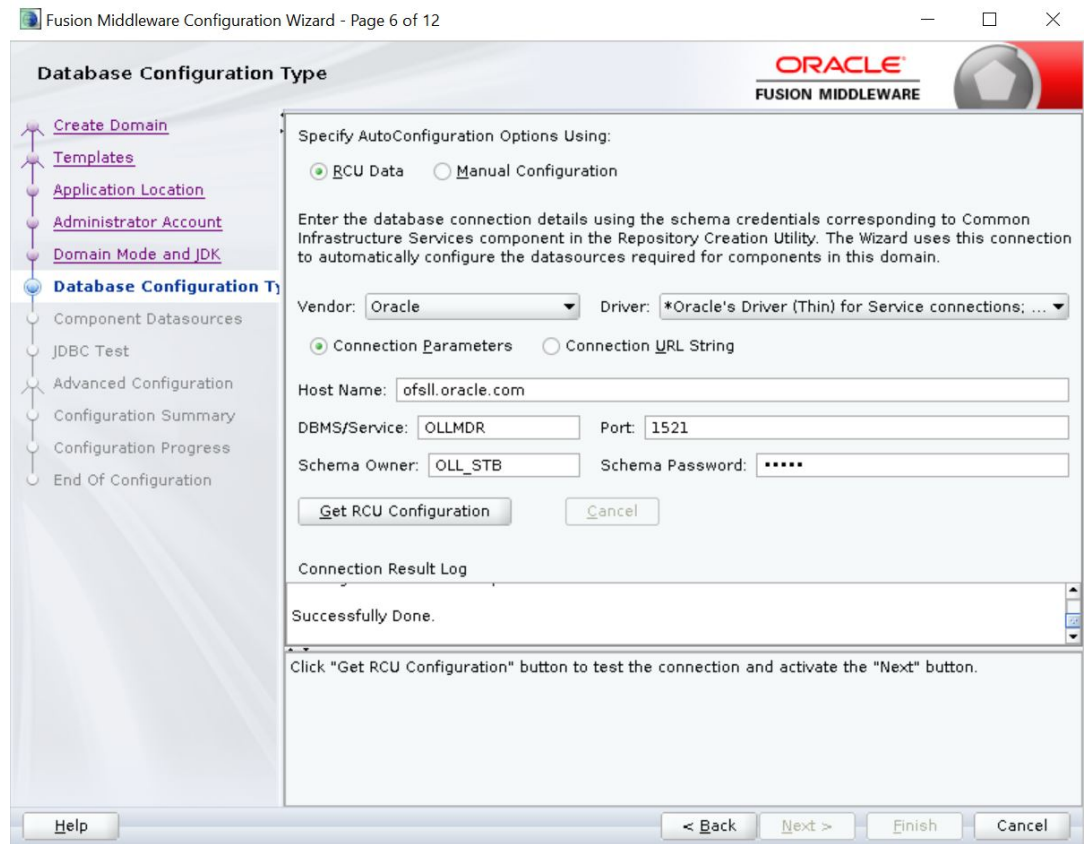 Fusion Middleware Configuration Wizard - Page 6 of 12
Database Configuration Type
ORACLE
FUSION MIDDLEWARE
Create Domain
Templates
Application Location
Administrator Account
Domain Mode and JDK
Database Configuration Ty
Component Datasources
JDBC Test
Advanced Configuration
Configuration Summary
Configuration Progress
End Of Configuration
Specify AutoConfiguration Options Using:
RCU Data Manual Configuration
Enter the database connection details using the schema credentials corresponding to Common
Infrastructure Services component in the Repository Creation Utility. The Wizard uses this connection
to automatically configure the datasources required for components in this domain.
Vendor: Oracle Driver: *Oracle's Driver (Thin) for Service connections; ...
Connection Parameters Connection URL String
Host Name: ofsll.oracle.com
DBMS/Service: OLLMDR Port: 1521
Schema Owner: OLL_STB Schema Password: •••••
Get RCU Configuration Cancel
Connection Result Log
Successfully Done.
Click "Get RCU Configuration" button to test the connection and activate the "Next" button.
Help < Back Next > Finish Cancel